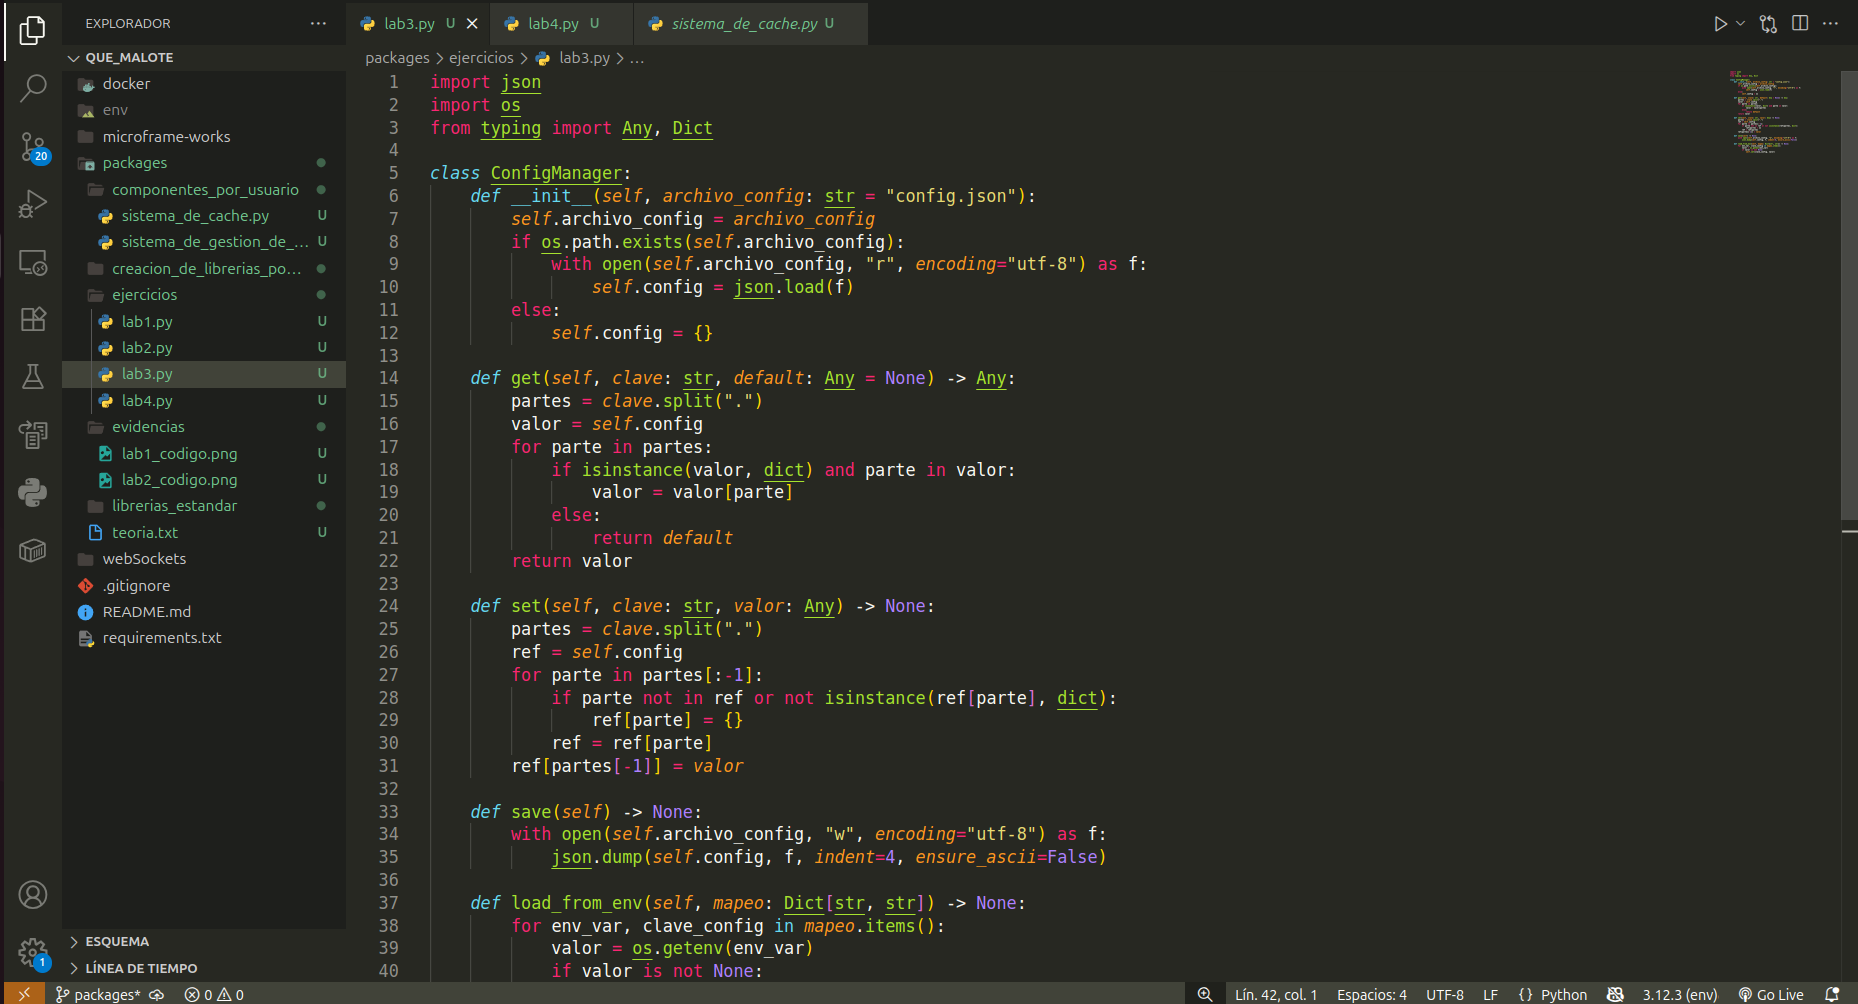 EXPLORADOR
QUE_MALOTE
docker
env
microframe-works
packages
componentes_por_usuario
sistema_de_cache.py U
sistema_de_gestion_de_... U
creacion_de_librerias_po...
ejercicios
lab1.py U
lab2.py U
lab3.py U
lab4.py U
evidencias
lab1_codigo.png U
lab2_codigo.png U
librerias_estandar
teoria.txt U
webSockets
.gitignore
README.md
requirements.txt
ESQUEMA
LÍNEA DE TIEMPO
20
1
lab3.py U
lab4.py U
sistema_de_cache.py U
packages > ejercicios > lab3.py > ...
1 import json
2 import os
3 from typing import Any, Dict
4
5 class ConfigManager:
6     def __init__(self, archivo_config: str = "config.json"):
7         self.archivo_config = archivo_config
8         if os.path.exists(self.archivo_config):
9             with open(self.archivo_config, "r", encoding="utf-8") as f:
10                 self.config = json.load(f)
11         else:
12             self.config = {}
13
14     def get(self, clave: str, default: Any = None) -> Any:
15         partes = clave.split(".")
16         valor = self.config
17         for parte in partes:
18             if isinstance(valor, dict) and parte in valor:
19                 valor = valor[parte]
20             else:
21                 return default
22         return valor
23
24     def set(self, clave: str, valor: Any) -> None:
25         partes = clave.split(".")
26         ref = self.config
27         for parte in partes[:-1]:
28             if parte not in ref or not isinstance(ref[parte], dict):
29                 ref[parte] = {}
30             ref = ref[parte]
31         ref[partes[-1]] = valor
32
33     def save(self) -> None:
34         with open(self.archivo_config, "w", encoding="utf-8") as f:
35             json.dump(self.config, f, indent=4, ensure_ascii=False)
36
37     def load_from_env(self, mapeo: Dict[str, str]) -> None:
38         for env_var, clave_config in mapeo.items():
39             valor = os.getenv(env_var)
40             if valor is not None:
packages* 0 0 Lín. 42, col. 1 Espacios: 4 UTF-8 LF {} Python 3.12.3 (env) Go Live